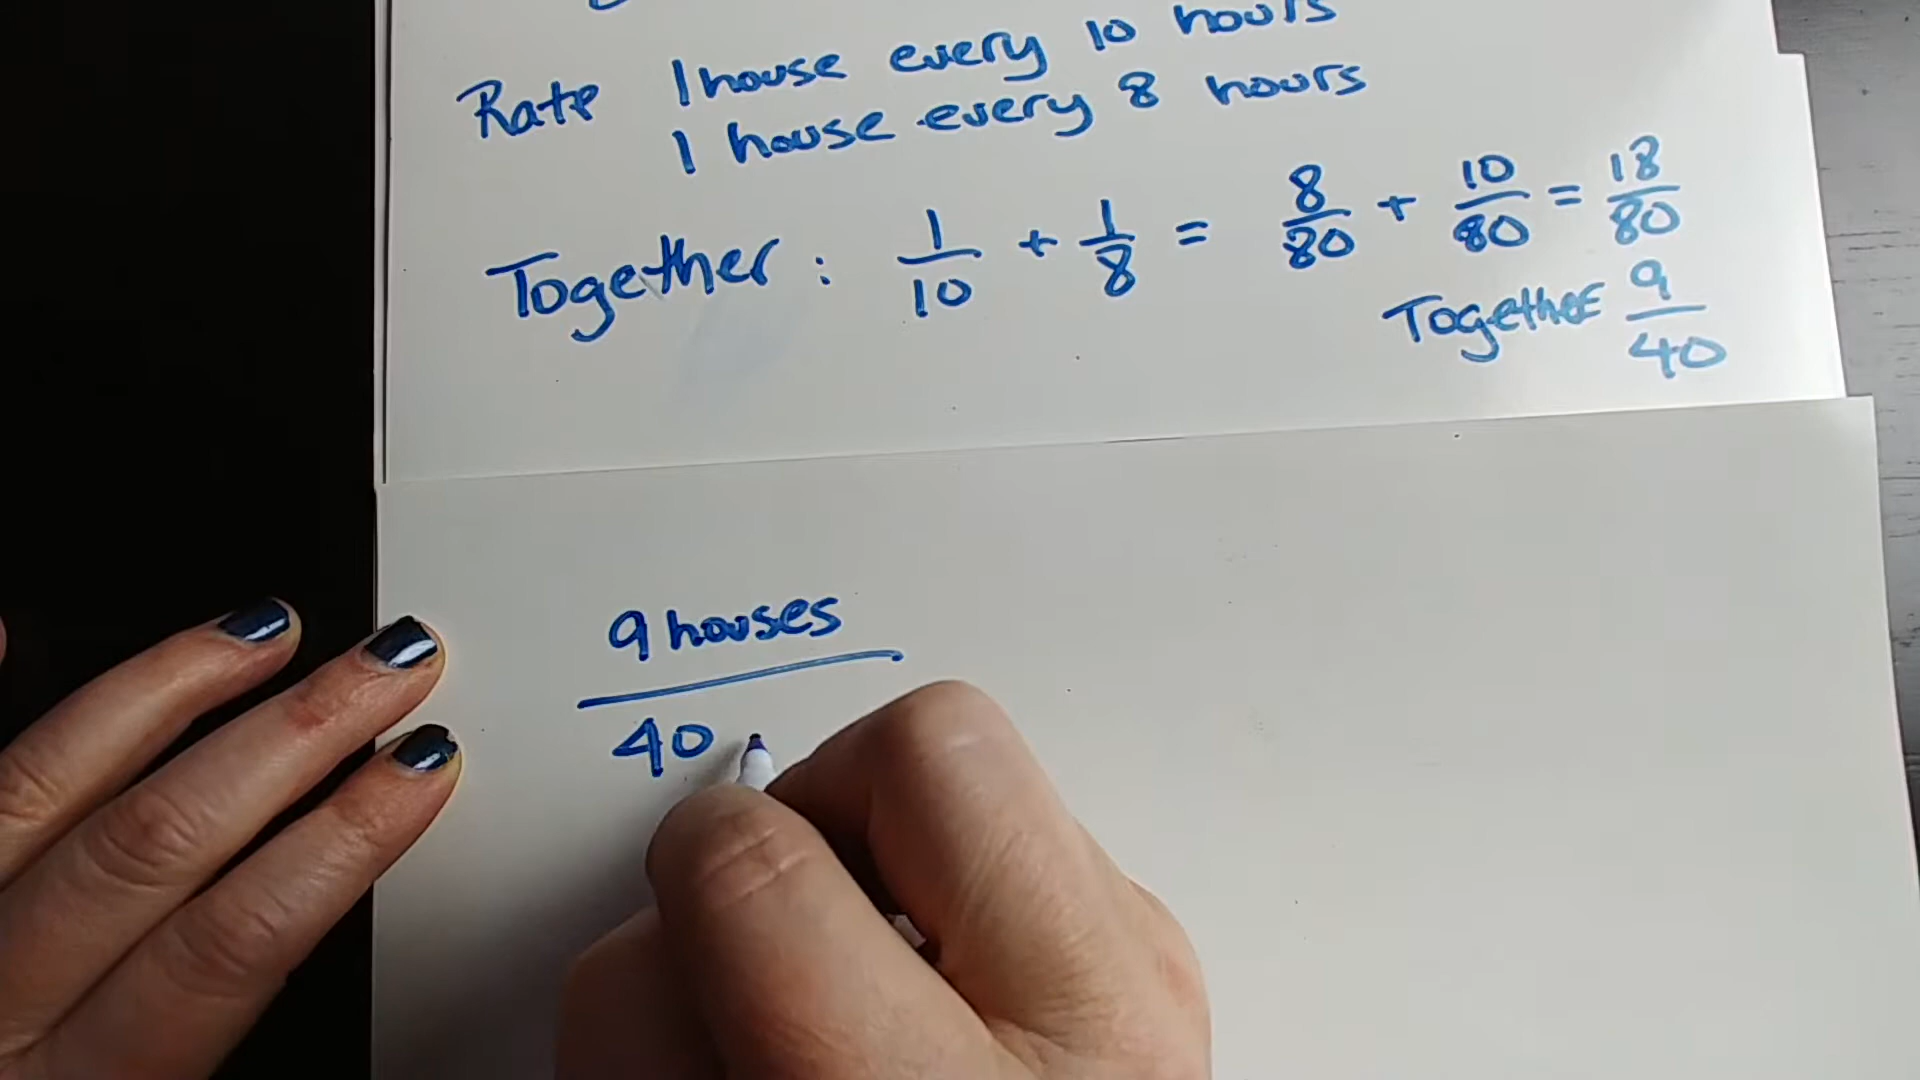 Rate 1 house every 10 hours
1 house every 8 hours
Together: 1/10 + 1/8 = 8/80 + 10/80 = 18/80
Together 9/40
9 houses
40